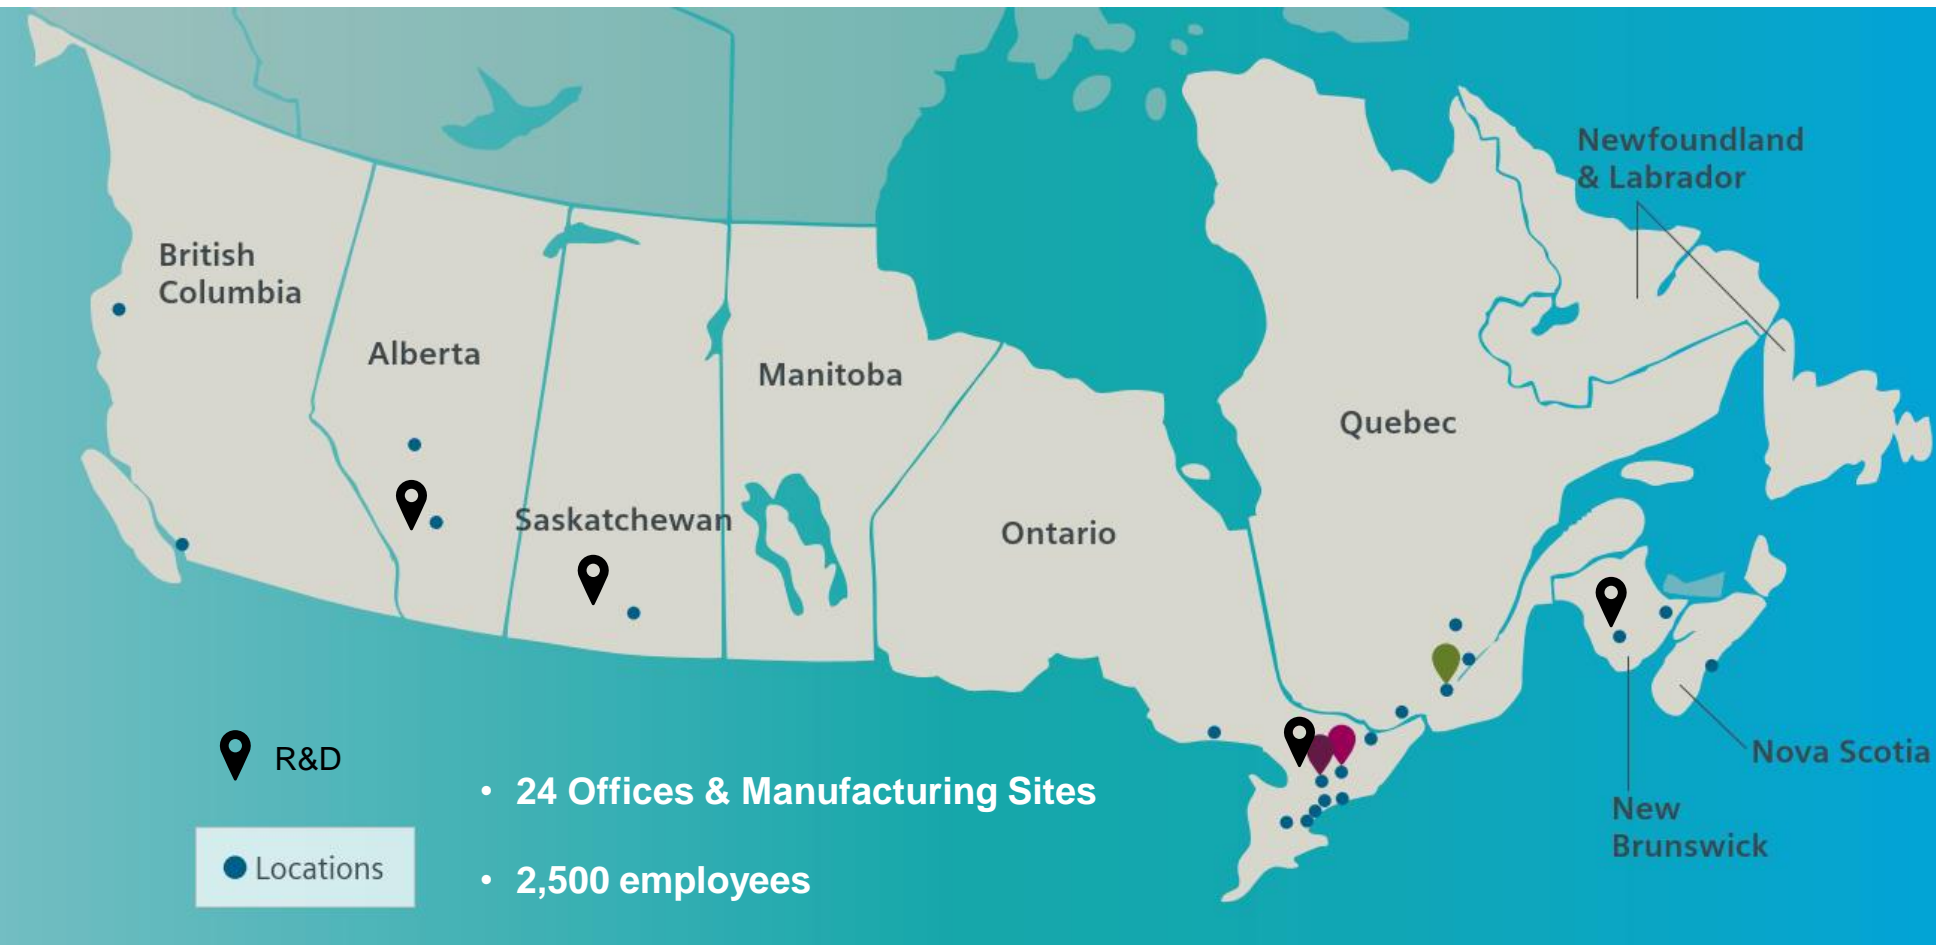 Newfoundland
& Labrador
British
Columbia
Alberta
Manitoba
Quebec
Saskatchewan
Ontario
Nova Scotia
New
Brunswick
R&D
Locations
• 24 Offices & Manufacturing Sites
• 2,500 employees